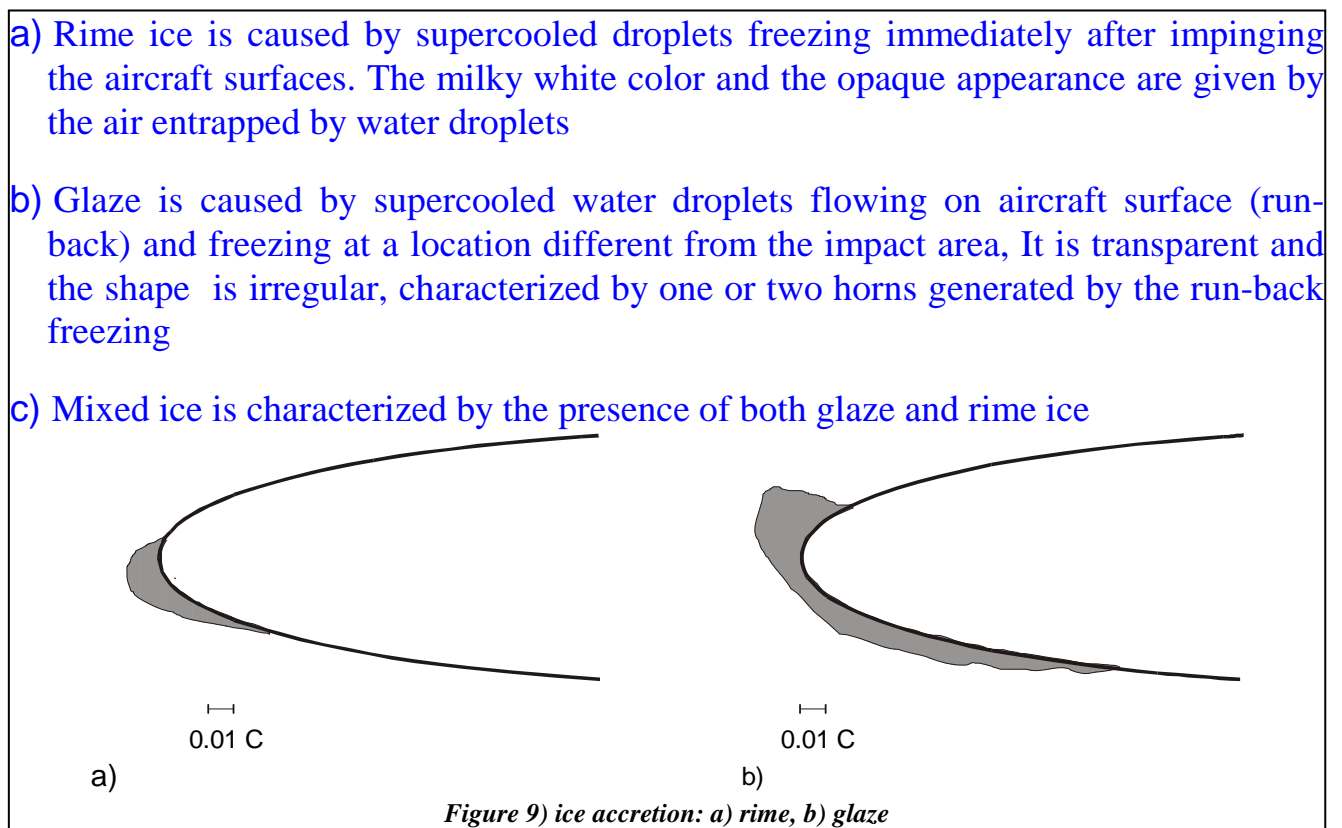 a) Rime ice is caused by supercooled droplets freezing immediately after impinging
the aircraft surfaces. The milky white color and the opaque appearance are given by
the air entrapped by water droplets
b) Glaze is caused by supercooled water droplets flowing on aircraft surface (run-
back) and freezing at a location different from the impact area, It is transparent and
the shape is irregular, characterized by one or two horns generated by the run-back
freezing
c) Mixed ice is characterized by the presence of both glaze and rime ice
0.01 C
a)
0.01 C
b)
Figure 9) ice accretion: a) rime, b) glaze